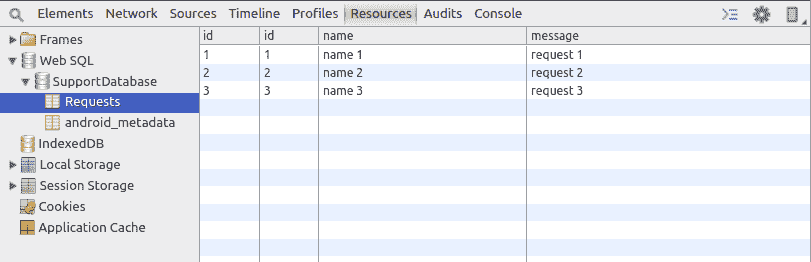 Elements Network Sources Timeline Profiles Resources Audits Console
Frames
Web SQL
SupportDatabase
Requests
android_metadata
IndexedDB
Local Storage
Session Storage
Cookies
Application Cache
id id name message
1 1 name 1 request 1
2 2 name 2 request 2
3 3 name 3 request 3